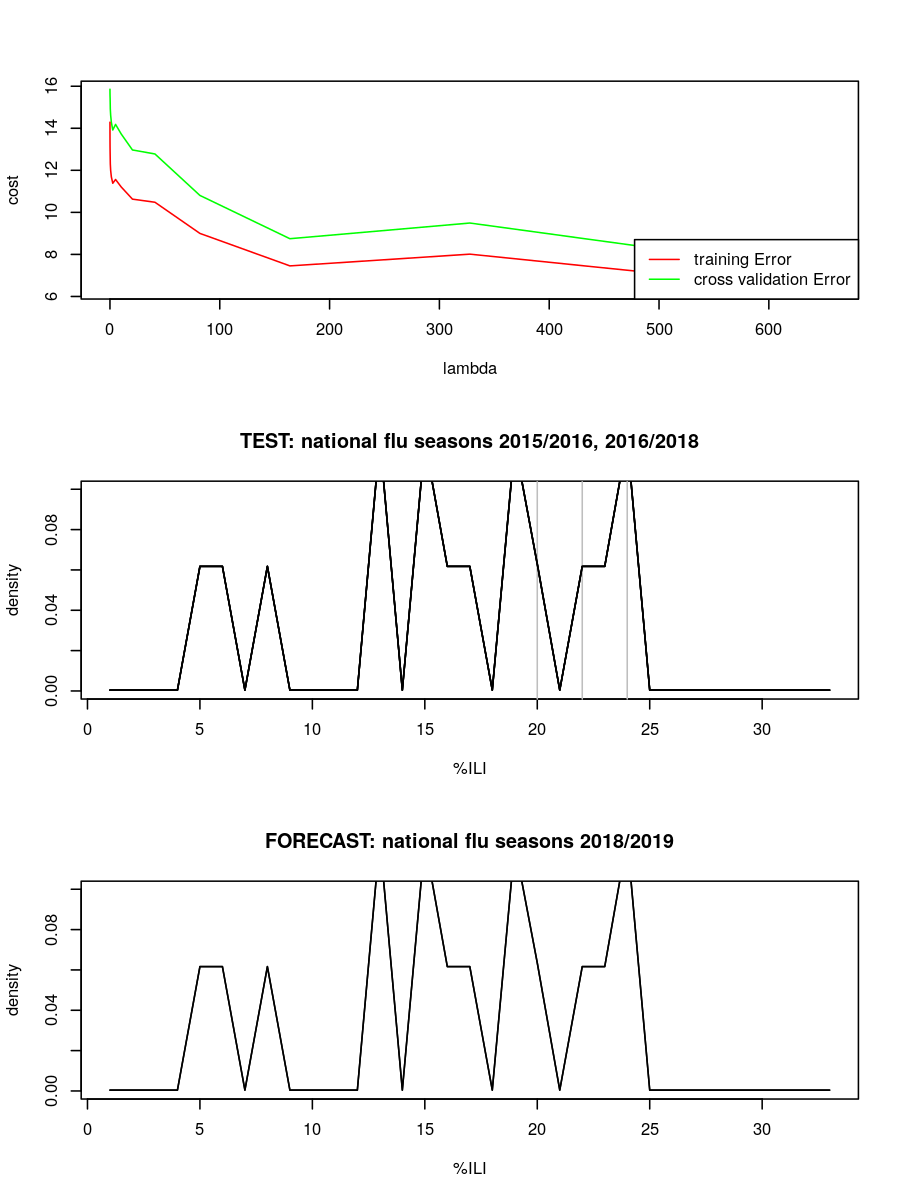 16
14
12
10
8
6
cost
training Error
cross validation Error
0 100 200 300 400 500 600
lambda
TEST: national flu seasons 2015/2016, 2016/2018
0.08
0.04
0.00
density
0 5 10 15 20 25 30
%ILI
FORECAST: national flu seasons 2018/2019
0.08
0.04
0.00
density
0 5 10 15 20 25 30
%ILI